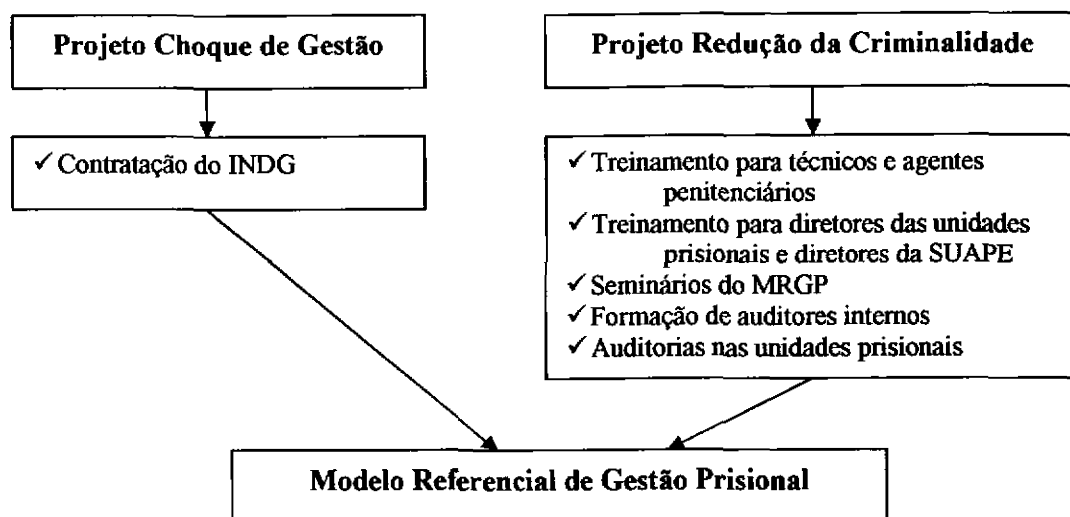 Projeto Choque de Gestão
Projeto Redução da Criminalidade
✓ Contratação do INDG
✓ Treinamento para técnicos e agentes
penitenciários
✓ Treinamento para diretores das unidades
prisionais e diretores da SUAPE
✓ Seminários do MRGP
✓ Formação de auditores internos
✓ Auditorias nas unidades prisionais
Modelo Referencial de Gestão Prisional